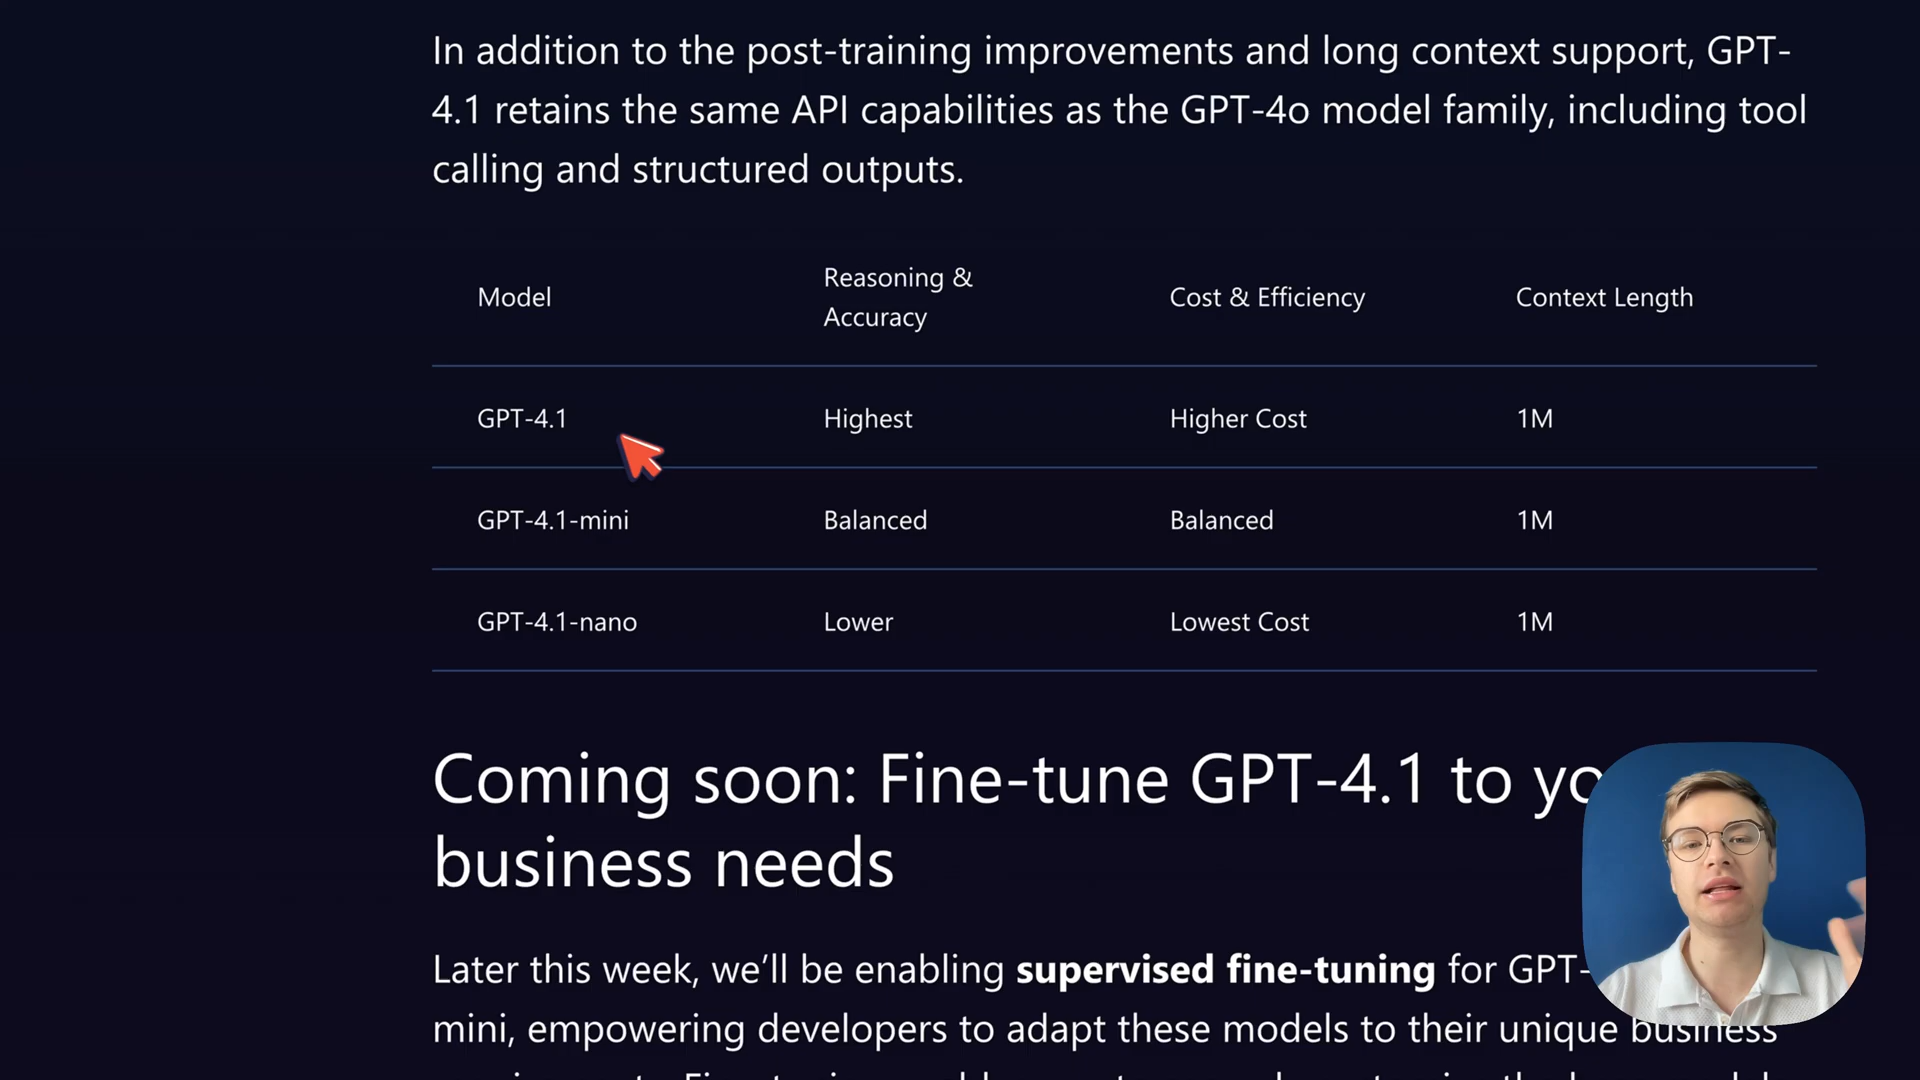 In addition to the post-training improvements and long context support, GPT-
4.1 retains the same API capabilities as the GPT-4o model family, including tool
calling and structured outputs.
Model Reasoning & Accuracy Cost & Efficiency Context Length
GPT-4.1 Highest Higher Cost 1M
GPT-4.1-mini Balanced Balanced 1M
GPT-4.1-nano Lower Lowest Cost 1M
Coming soon: Fine-tune GPT-4.1 to
business needs
Later this week, we’ll be enabling supervised fine-tuning for GPT-
mini, empowering developers to adapt these models to their unique business